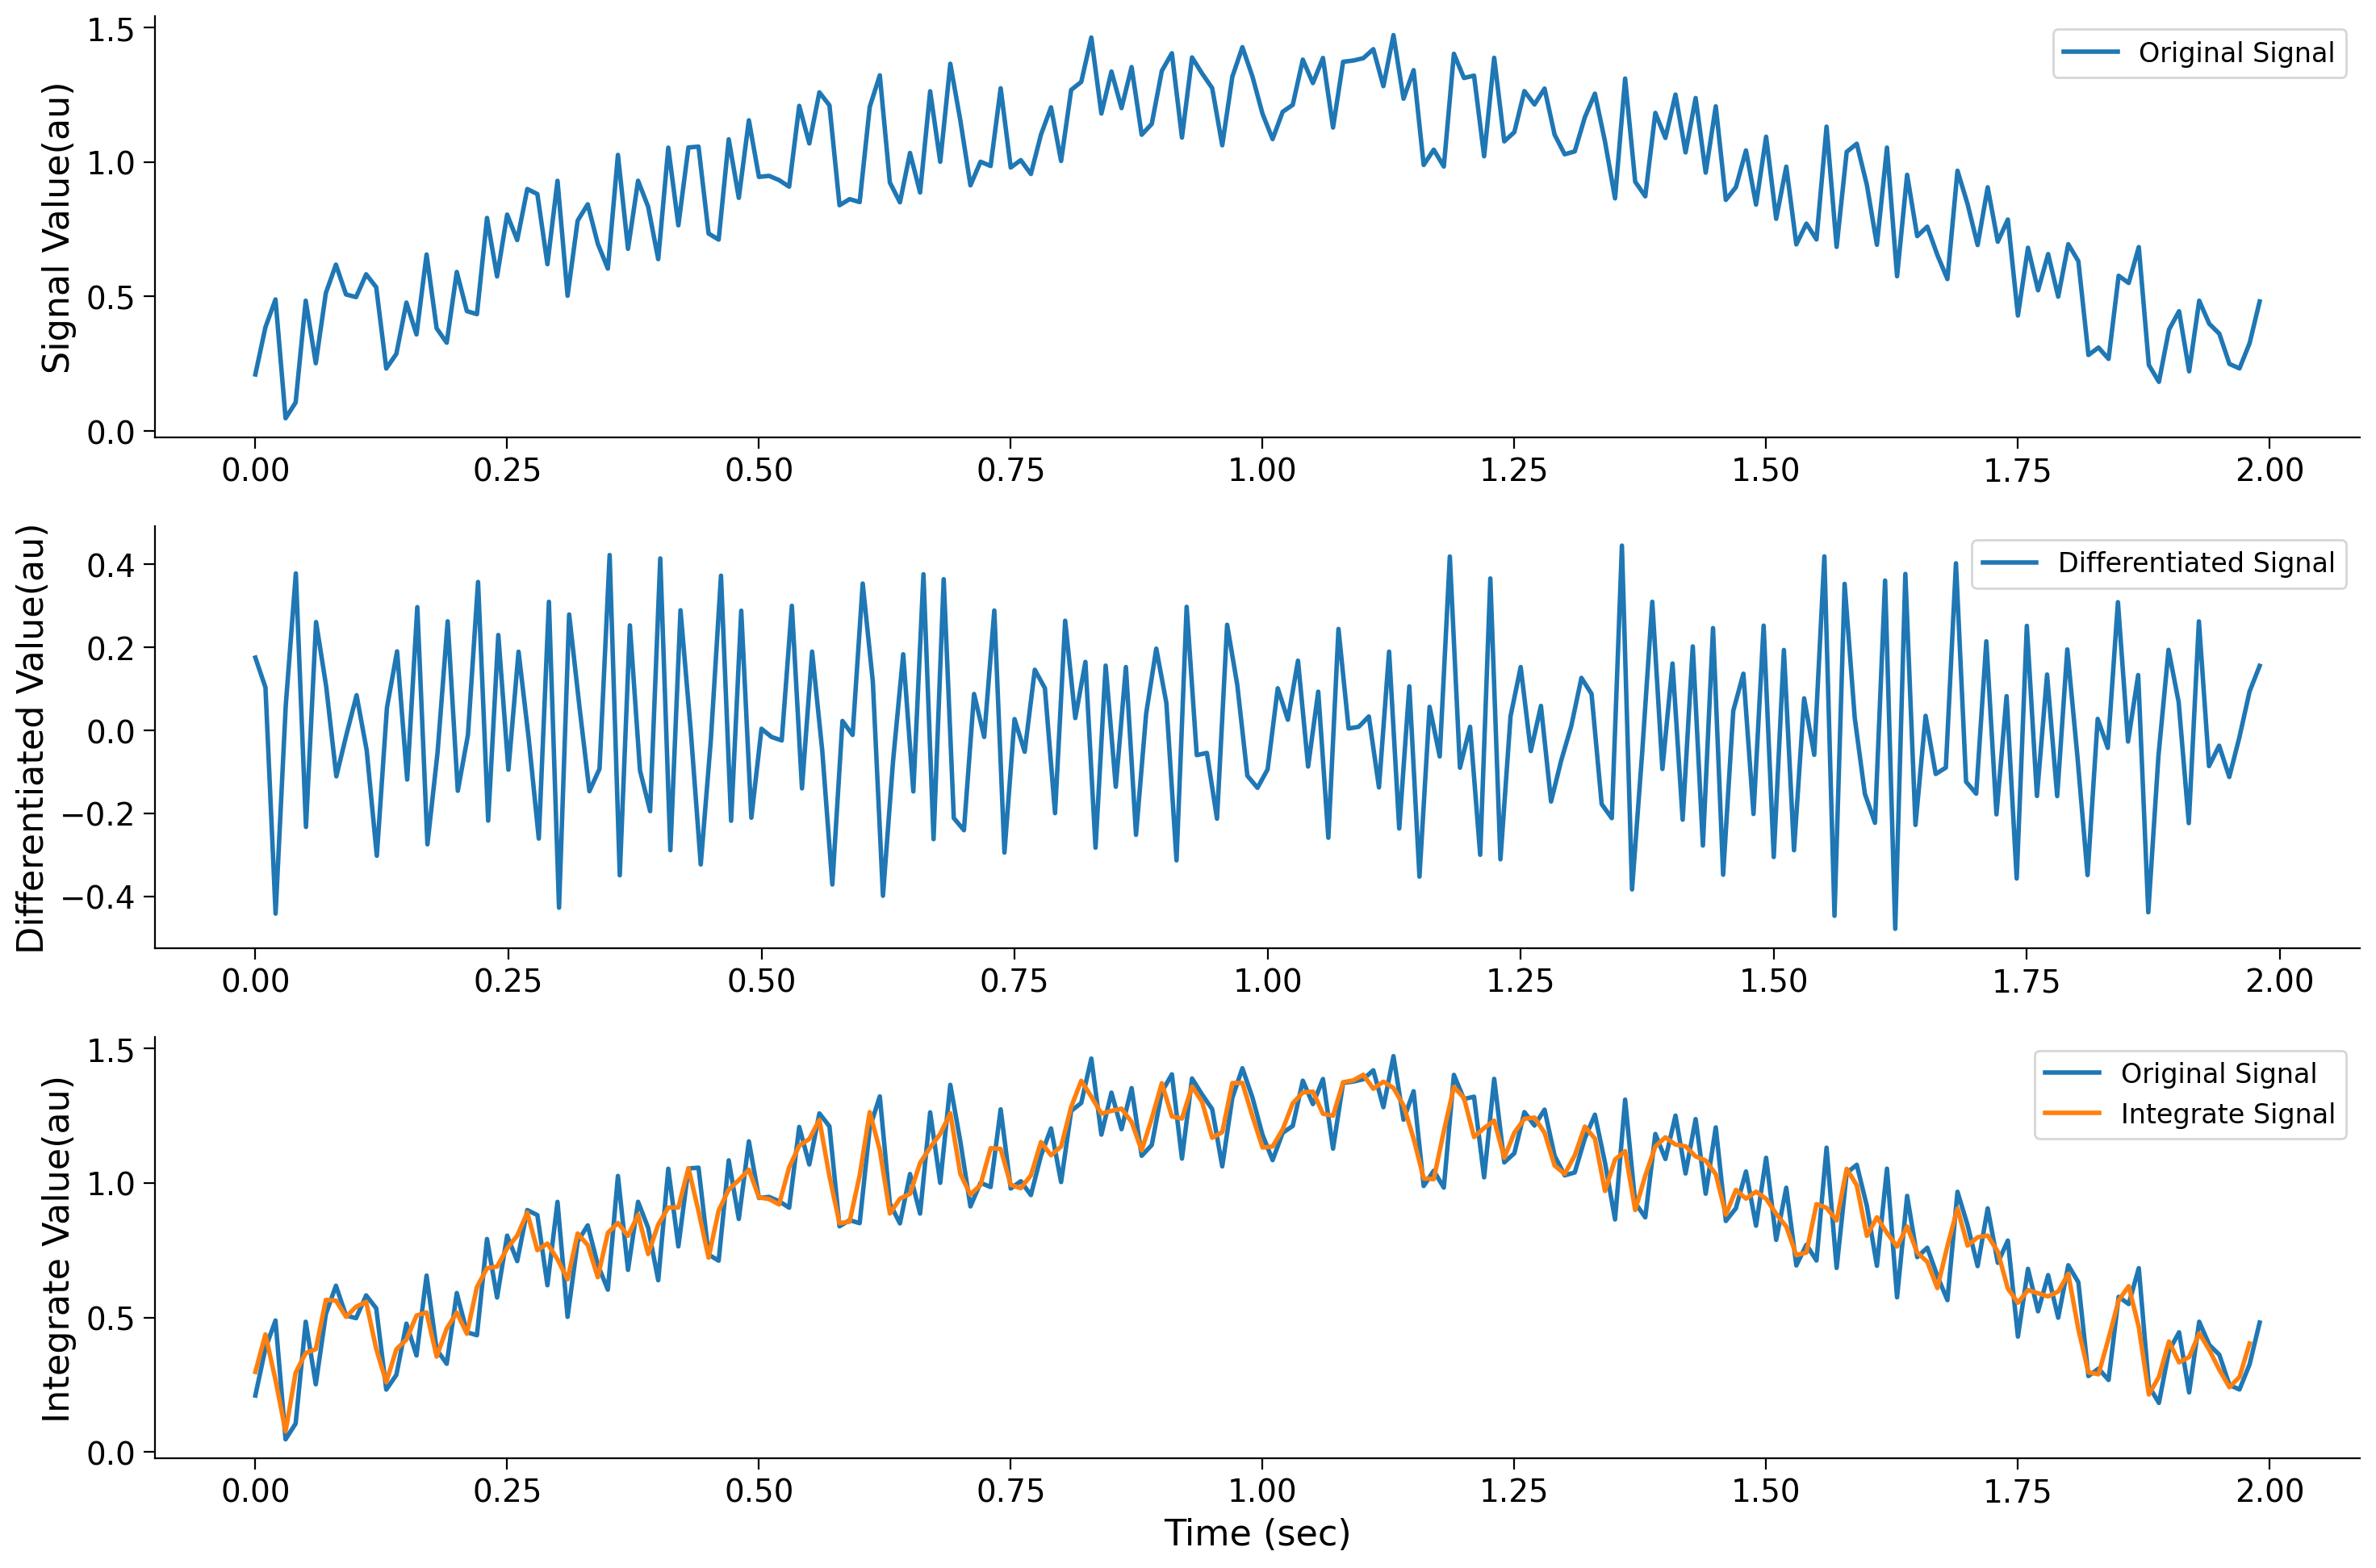 Signal Value(au)
1.5
1.0
0.5
0.0
Original Signal
0.00 0.25 0.50 0.75 1.00 1.25 1.50 1.75 2.00
Differentiated Value(au)
0.4
0.2
0.0
−0.2
−0.4
Differentiated Signal
0.00 0.25 0.50 0.75 1.00 1.25 1.50 1.75 2.00
Integrate Value(au)
1.5
1.0
0.5
0.0
Original Signal
Integrate Signal
0.00 0.25 0.50 0.75 1.00 1.25 1.50 1.75 2.00
Time (sec)